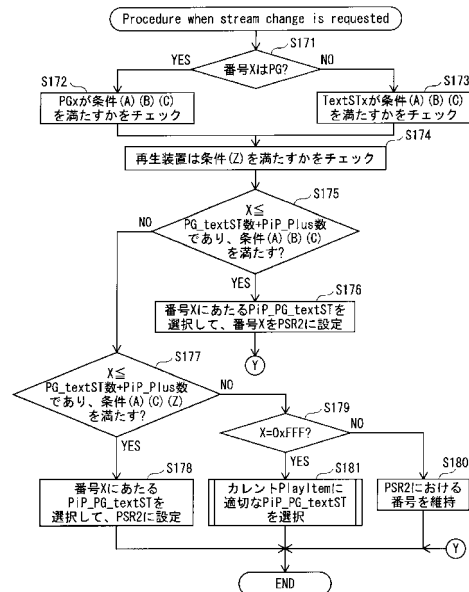 Procedure when stream change is requested
S171
番号XはPG?
YES
NO
S172
PGxが条件(A)(B)(C)
を満たすかをチェック
S173
TextSTxが条件(A)(B)(C)
を満たすかをチェック
S174
再生装置は条件(Z)を満たすかをチェック
S175
X≦
PG_textST数+PiP_Plus数
であり、条件(A)(B)(C)
を満たす?
NO
YES
S176
番号XにあたるPiP_PG_textSTを
選択して、番号XをPSR2に設定
Y
S177
X≦
PG_textST数+PiP_Plus数
であり、条件(A)(C)(Z)
を満たす?
NO
YES
S178
番号Xにあたる
PiP_PG_textSTを
選択して、PSR2に設定
S179
X=0xFFF?
NO
YES
S181
カレントPlayItemに
適切なPiP_PG_textST
を選択
S180
PSR2における
番号を維持
Y
END